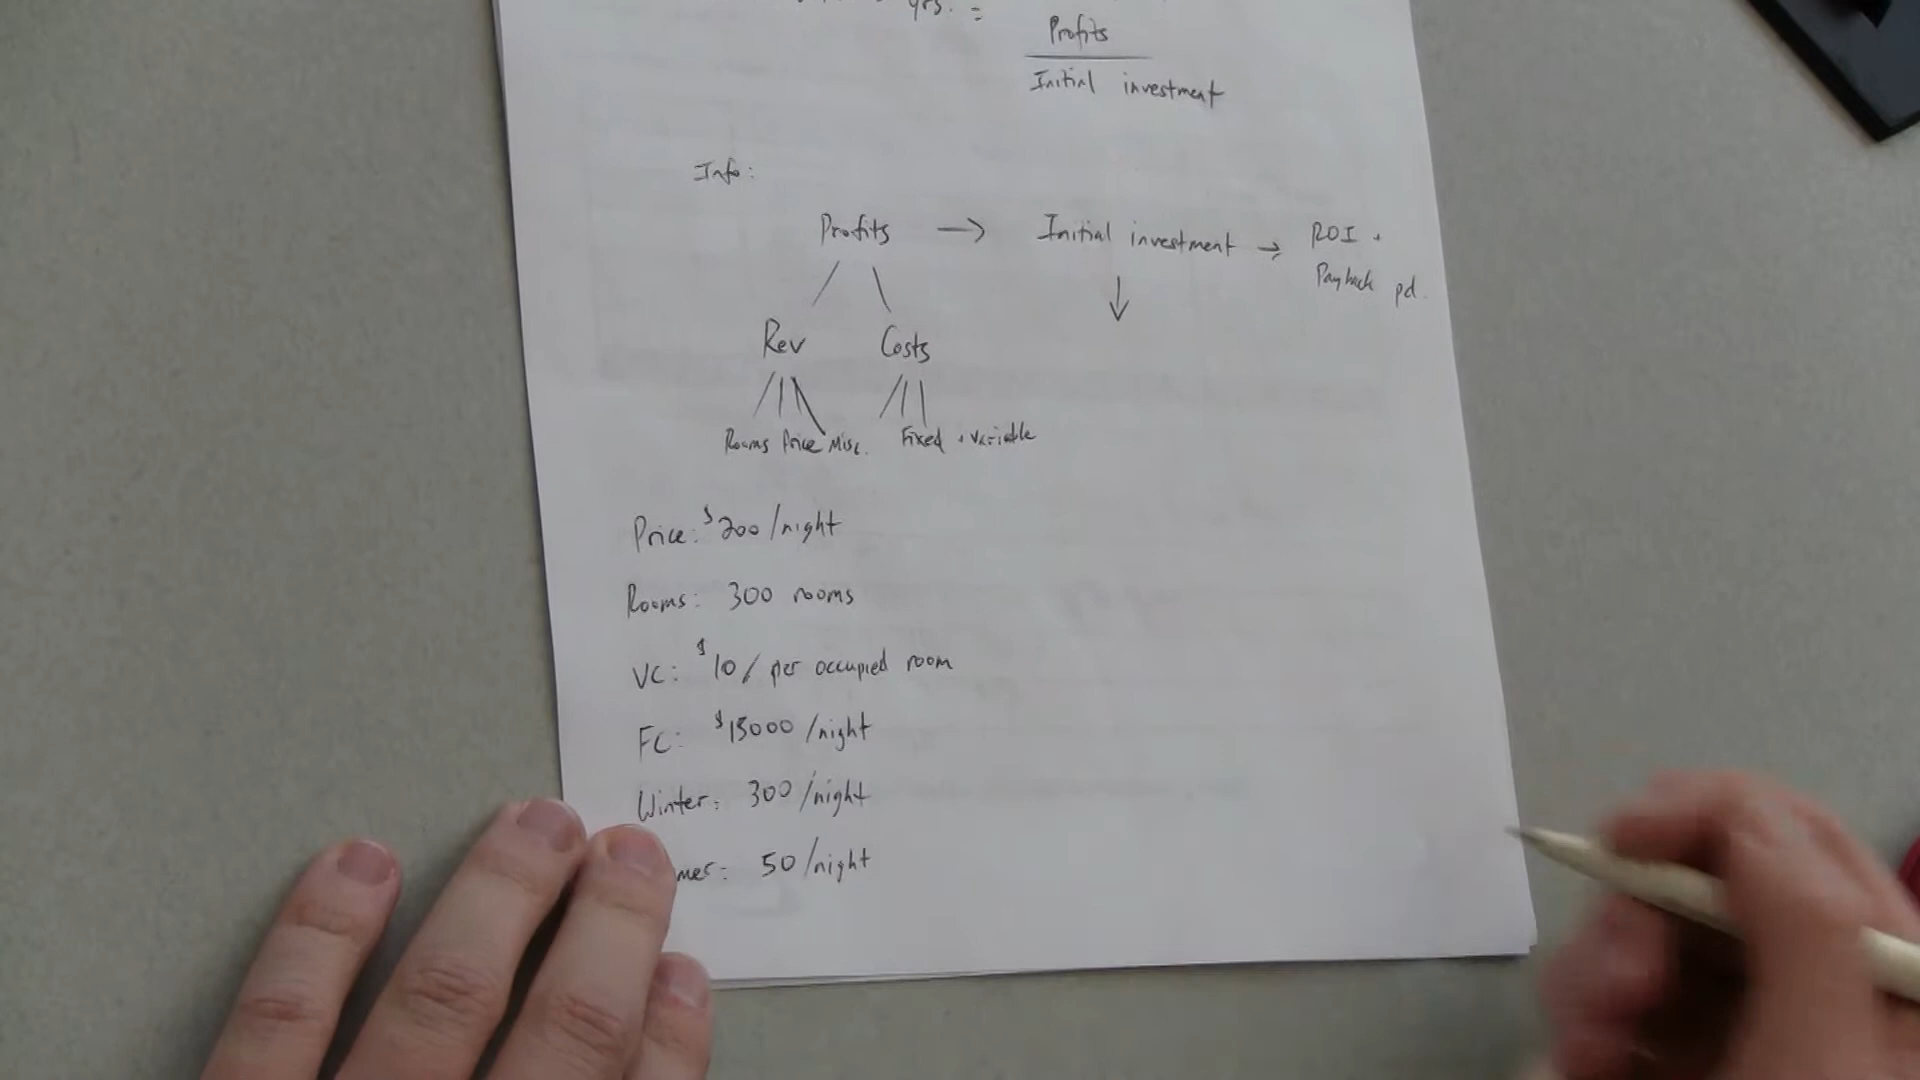 yrs. =
Profits
Initial investment
Info:
Profits → Initial investment → ROI +
Payback pd.
Rev Costs
Rooms Price Misc. Fixed + Variable
Price: $200/night
Rooms: 300 rooms
VC: $10/ per occupied room
FC: $15000/night
Winter: 300/night
mer: 50/night